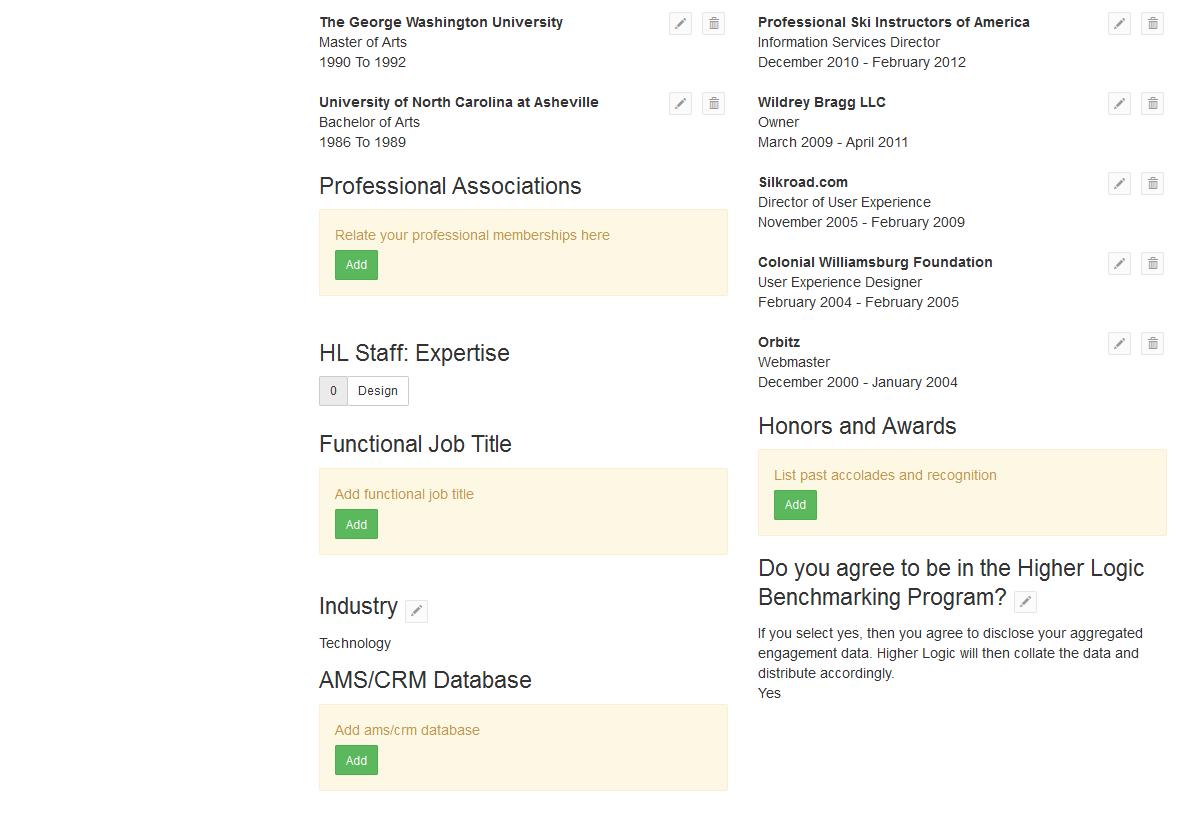 The George Washington University
Master of Arts
1990 To 1992
University of North Carolina at Asheville
Bachelor of Arts
1986 To 1989
Professional Associations
Relate your professional memberships here
Add
HL Staff: Expertise
0 Design
Functional Job Title
Add functional job title
Add
Industry
Technology
AMS/CRM Database
Add ams/crm database
Add
Professional Ski Instructors of America
Information Services Director
December 2010 - February 2012
Wildrey Bragg LLC
Owner
March 2009 - April 2011
Silkroad.com
Director of User Experience
November 2005 - February 2009
Colonial Williamsburg Foundation
User Experience Designer
February 2004 - February 2005
Orbitz
Webmaster
December 2000 - January 2004
Honors and Awards
List past accolades and recognition
Add
Do you agree to be in the Higher Logic
Benchmarking Program?
If you select yes, then you agree to disclose your aggregated
engagement data. Higher Logic will then collate the data and
distribute accordingly.
Yes